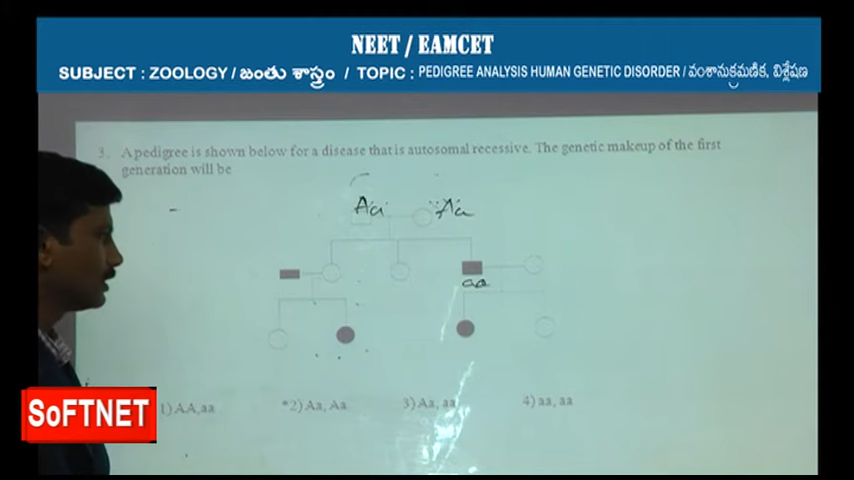 NEET / EAMCET
SUBJECT : ZOOLOGY / జంతు శాస్త్రం / TOPIC : PEDIGREE ANALYSIS HUMAN GENETIC DISORDER / వంశానుక్రమణిక, విశ్లేషణ
3. A pedigree is shown below for a disease that is autosomal recessive. The genetic makeup of the first
generation will be
Aa Aa
aa
1) AA,aa *2) Aa, Aa 3) Aa, aa 4) aa, aa
SoFTNET